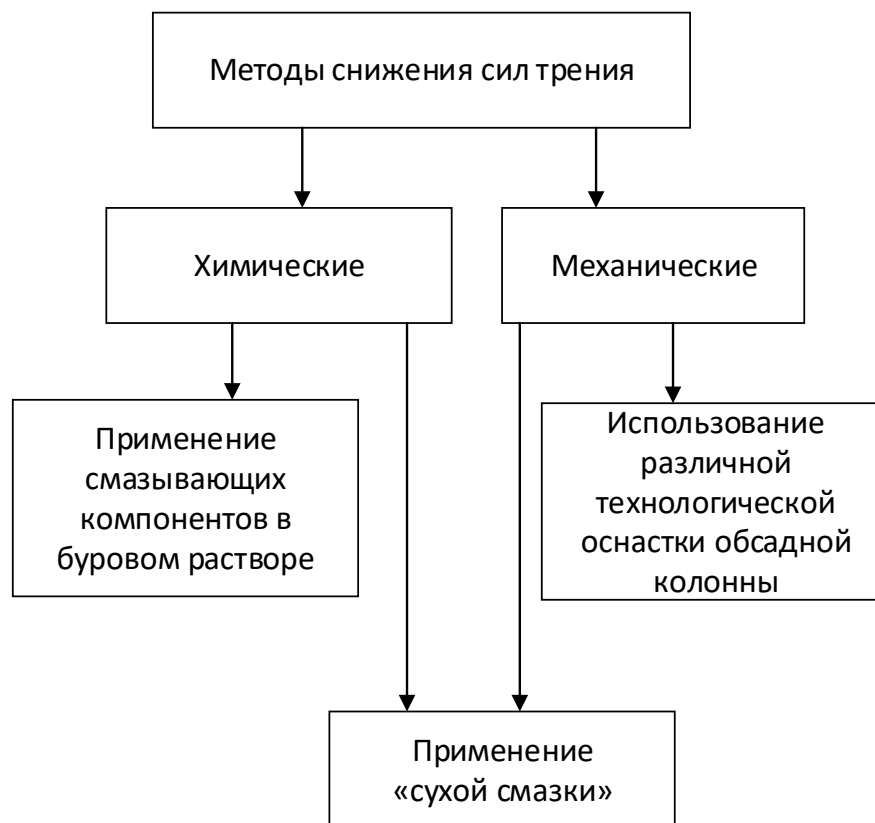 Методы снижения сил трения
Химические
Механические
Применение
смазывающих
компонентов в
буровом растворе
Использование
различной
технологической
оснастки обсадной
колонны
Применение
«сухой смазки»